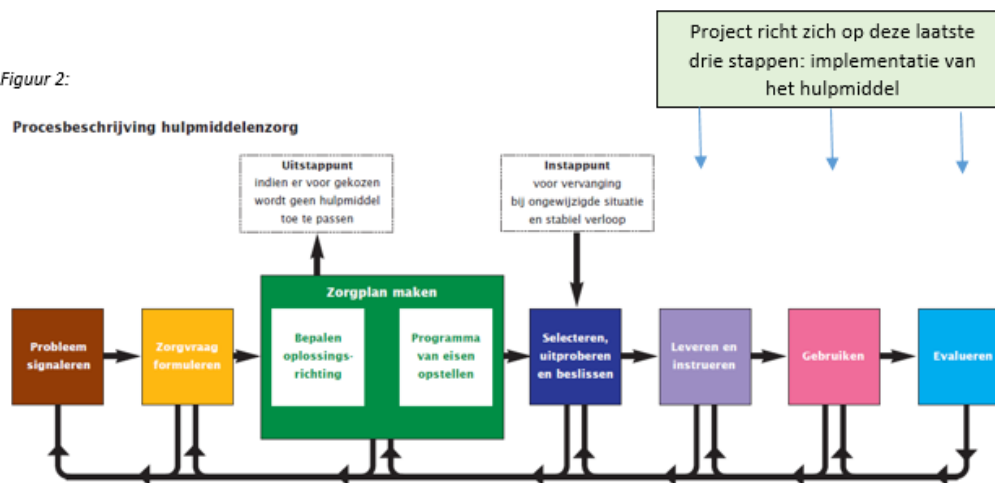 Project richt zich op deze laatste
drie stappen: implementatie van
het hulpmiddel
Figuur 2:
Procesbeschrijving hulpmiddelenzorg
Uitstappunt
indien er voor gekozen
wordt geen hulpmiddel
toe te passen
Instappunt
voor vervanging
bij ongewijzigde situatie
en stabiel verloop
Zorgplan maken
Probleem
signaleren
Zorgvraag
formuleren
Bepalen
oplossings-
richting
Programma
van eisen
opstellen
Selecteren,
uitproberen
en beslissen
Leveren en
instrueren
Gebruiken
Evalueren